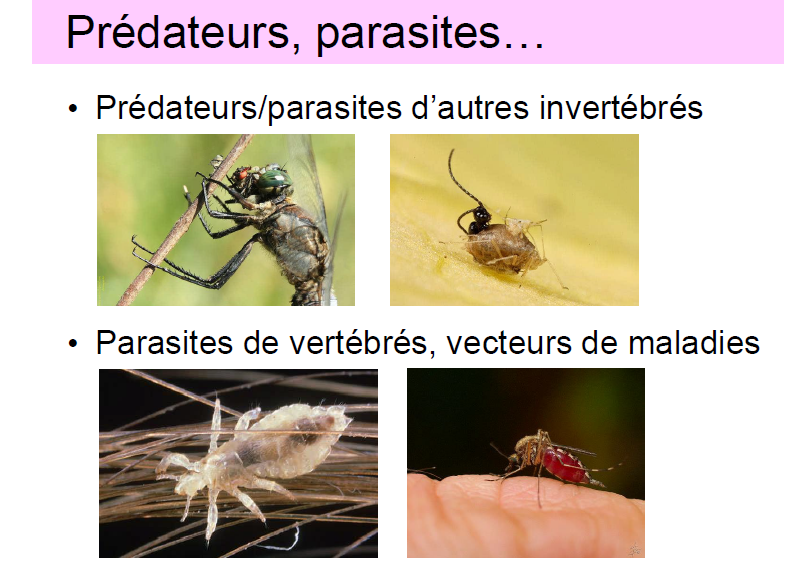 Prédateurs, parasites…
• Prédateurs/parasites d’autres invertébrés
• Parasites de vertébrés, vecteurs de maladies